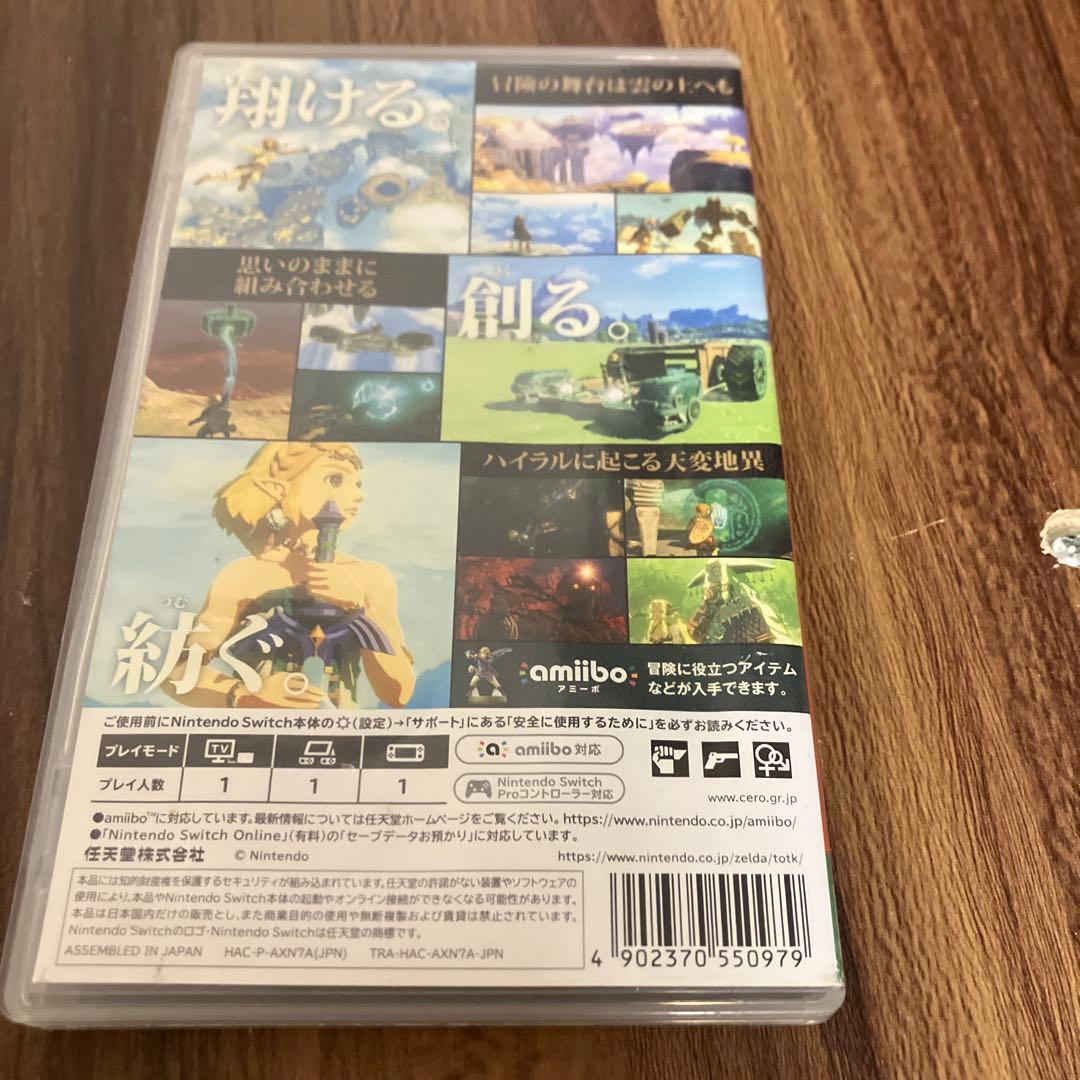 翔ける。
冒険の舞台は雲の上へも
思いのままに
組み合わせる
つく
創る。
ハイラルに起こる天変地異
つむ
紡ぐ。
amiibo
アミーボ
冒険に役立つアイテム
などが入手できます。
ご使用前にNintendo Switch本体の(設定)→「サポート」にある「安全に使用するために」を必ずお読みください。
プレイモード TV
プレイ人数 1 1 1
amiibo 対応
Nintendo Switch
Proコントローラー対応
www.cero.gr.jp
●amiibo™に対応しています。最新情報については任天堂ホームページをご覧ください。https://www.nintendo.co.jp/amiibo/
●「Nintendo Switch Online」(有料)の「セーブデータお預かり」に対応しています。
任天堂株式会社 © Nintendo https://www.nintendo.co.jp/zelda/totk/
本品には知的財産権を保護するセキュリティが組み込まれています。任天堂の許諾がない装置やソフトウェアの
使用により、本品やNintendo Switch本体の起動やオンライン接続ができなくなる可能性があります。
本品は日本国内だけの販売とし、また商業目的の使用や無断複製および賃貸は禁止されています。
Nintendo Switchのロゴ・Nintendo Switchは任天堂の商標です。
ASSEMBLED IN JAPAN HAC-P-AXN7A(JPN) TRA-HAC-AXN7A-JPN
4 902370 550979